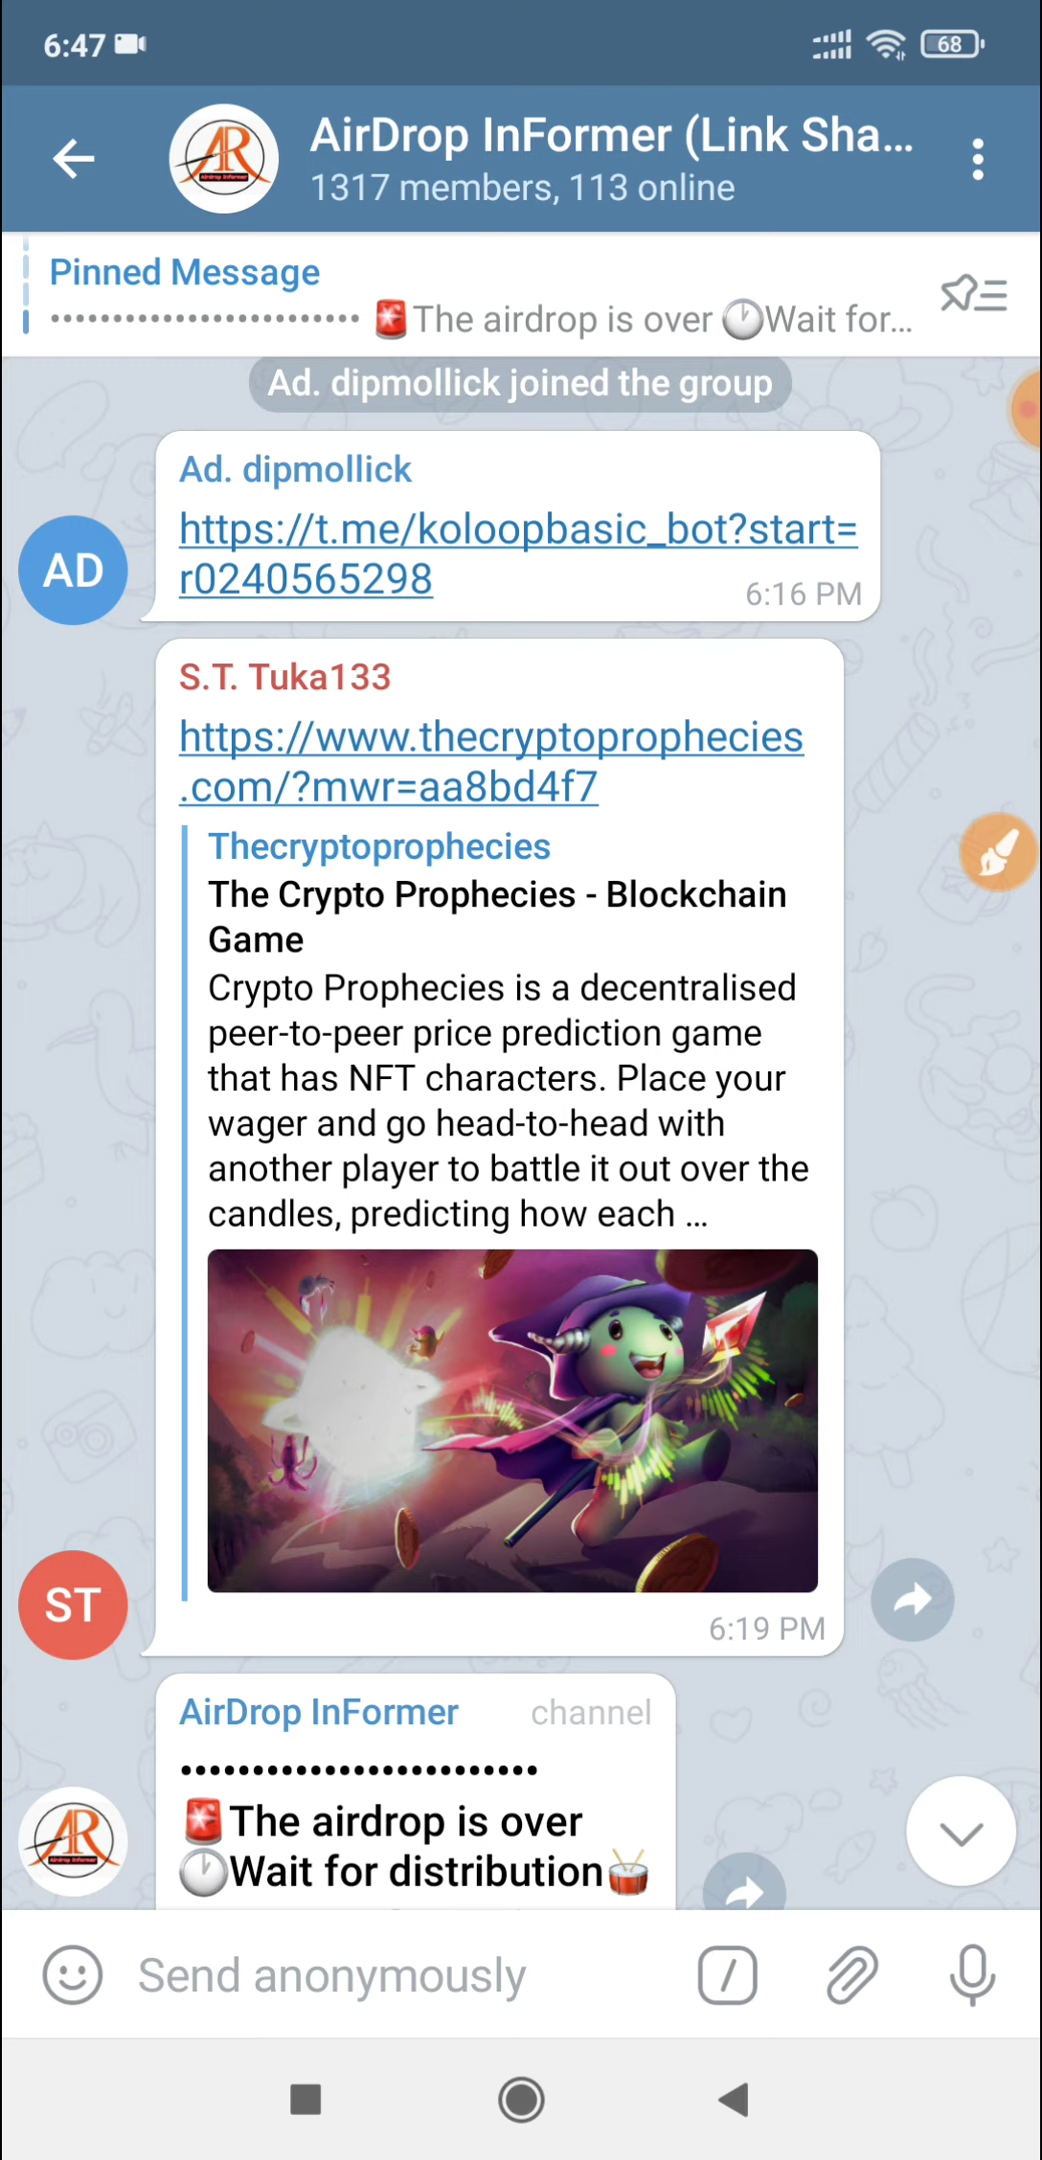 6:47
68
AirDrop InFormer (Link Sha...
1317 members, 113 online
Pinned Message
......................... 🚨The airdrop is over 🕐Wait for...
Ad. dipmollick joined the group
Ad. dipmollick
https://t.me/koloopbasic_bot?start=
r0240565298
6:16 PM
AD
S.T. Tuka133
https://www.thecryptoprophecies
.com/?mwr=aa8bd4f7
Thecryptoprophecies
The Crypto Prophecies - Blockchain
Game
Crypto Prophecies is a decentralised
peer-to-peer price prediction game
that has NFT characters. Place your
wager and go head-to-head with
another player to battle it out over the
candles, predicting how each ...
ST
6:19 PM
AirDrop InFormer channel
.........................
🚨The airdrop is over
🕐Wait for distribution🥁
AR
Airdrop Informer
Send anonymously